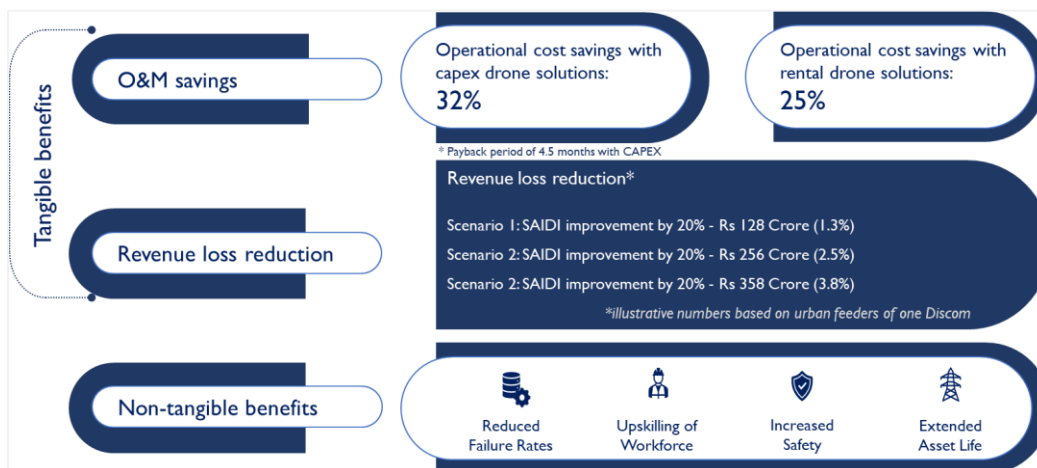 Tangible benefits
O&M savings
Operational cost savings with
capex drone solutions:
32%
Operational cost savings with
rental drone solutions:
25%
* Payback period of 4.5 months with CAPEX
Revenue loss reduction
Revenue loss reduction*
Scenario 1: SAIDI improvement by 20% - Rs 128 Crore (1.3%)
Scenario 2: SAIDI improvement by 20% - Rs 256 Crore (2.5%)
Scenario 2: SAIDI improvement by 20% - Rs 358 Crore (3.8%)
*illustrative numbers based on urban feeders of one Discom
Non-tangible benefits
Reduced
Failure Rates
Upskilling of
Workforce
Increased
Safety
Extended
Asset Life